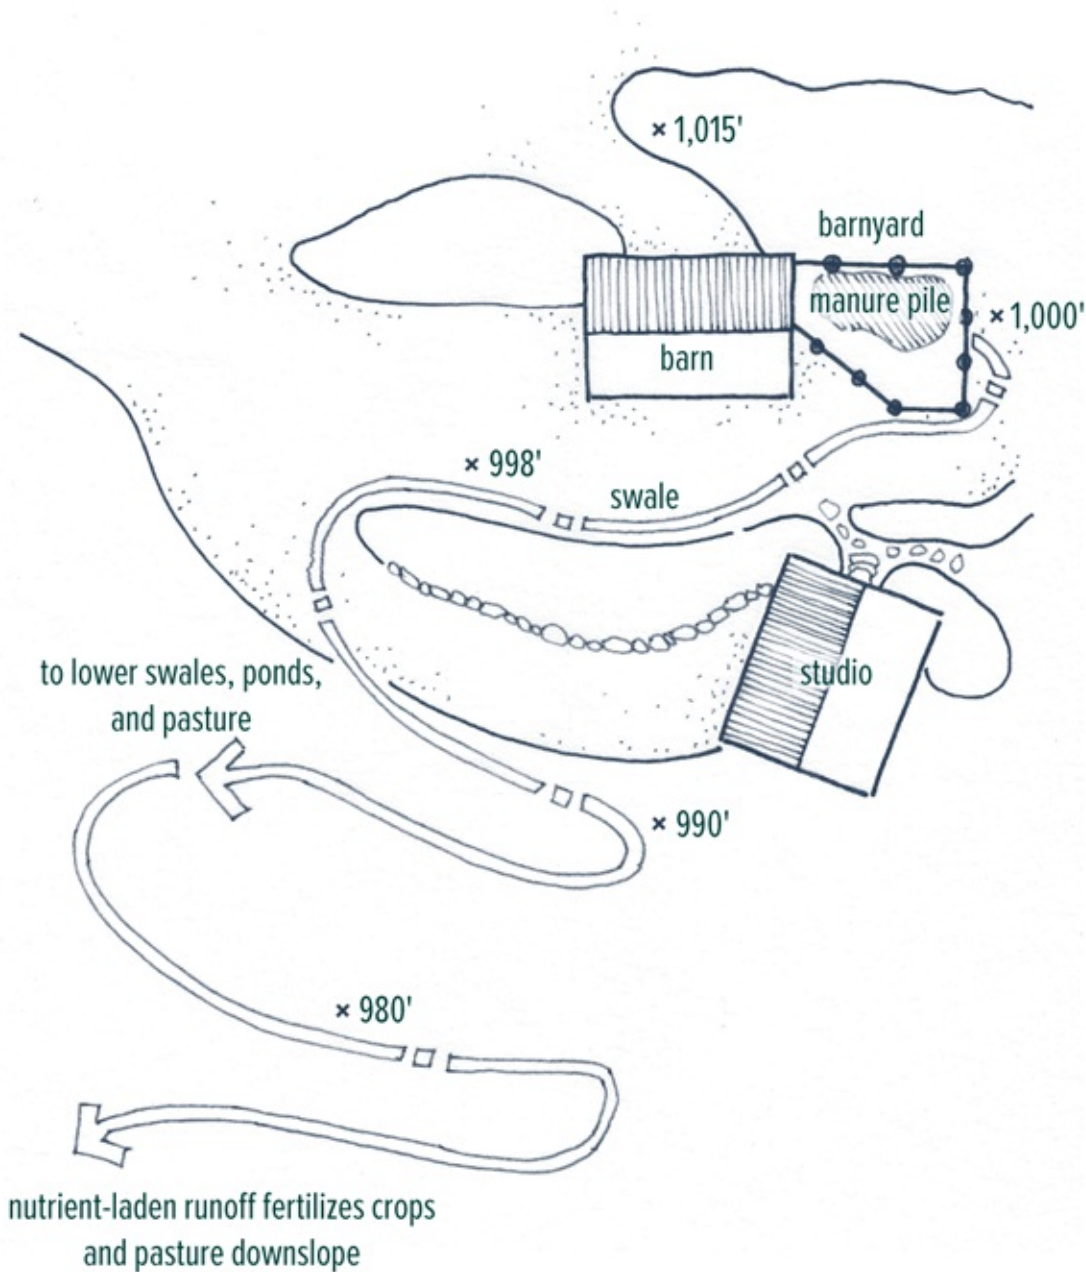 × 1,015'
barnyard
manure pile
× 1,000'
barn
× 998'
swale
to lower swales, ponds,
and pasture
studio
× 990'
× 980'
nutrient-laden runoff fertilizes crops
and pasture downslope